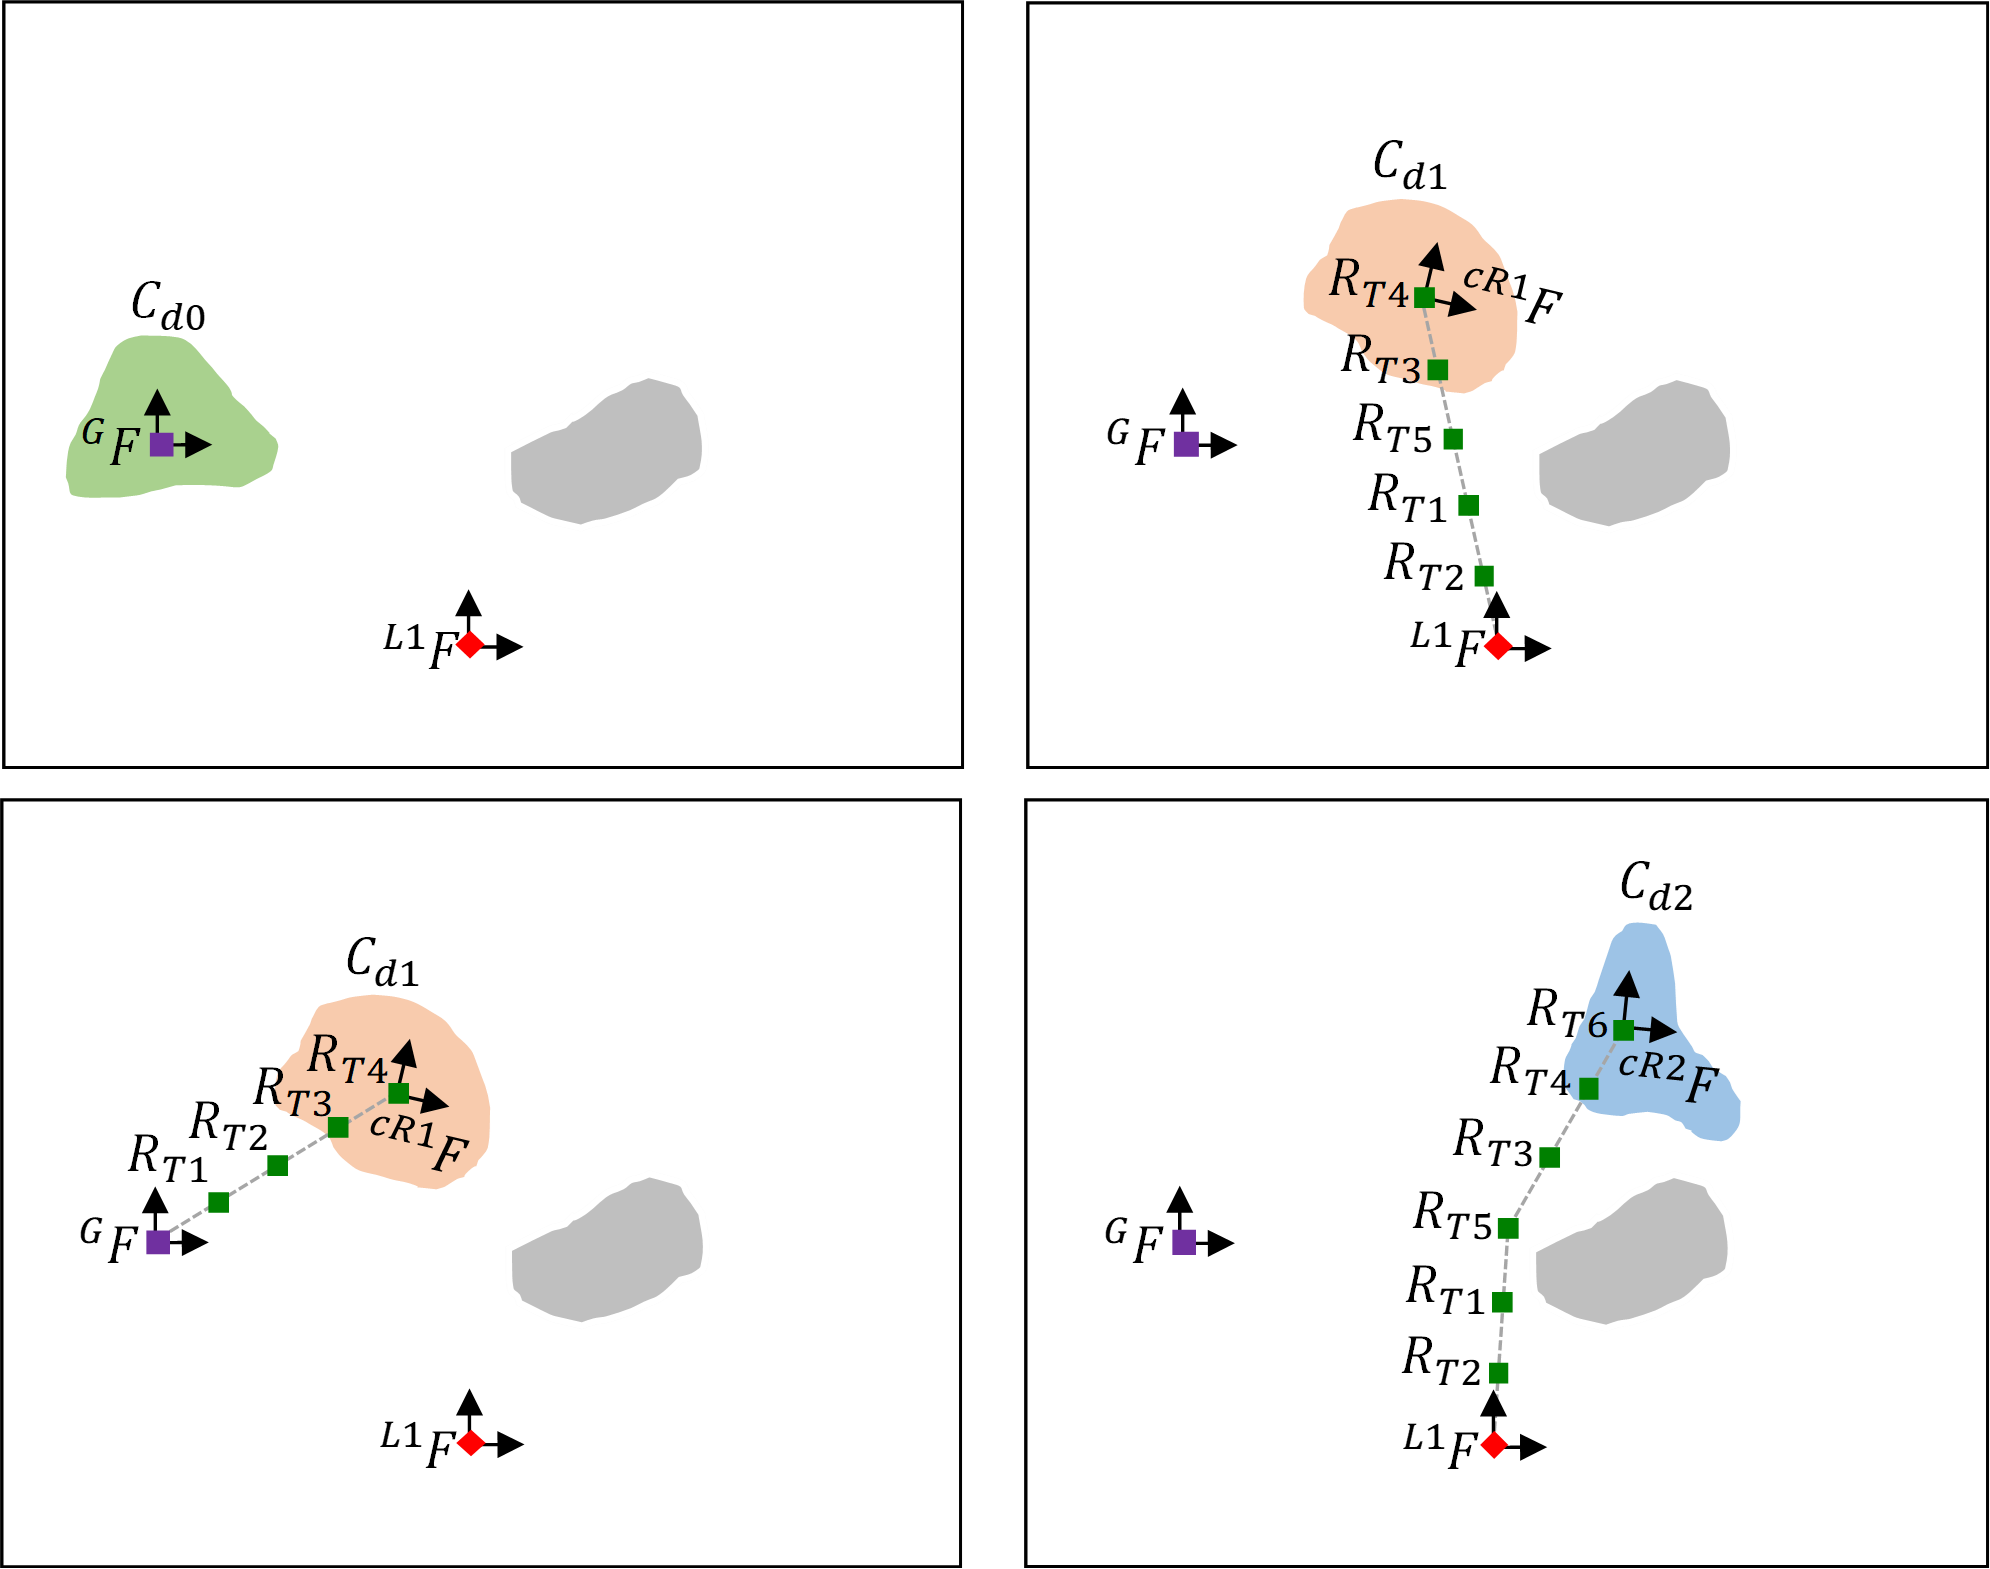 C_{d0}
^{G}F
^{L1}F
C_{d1}
R_{T4} ^{cR1}F
R_{T3}
R_{T5}
^{G}F
R_{T1}
R_{T2}
^{L1}F
C_{d1}
R_{T4}
R_{T3}
^{cR1}F
R_{T2}
R_{T1}
^{G}F
^{L1}F
C_{d2}
R_{T6}
R_{T4} ^{cR2}F
R_{T3}
R_{T5}
^{G}F
R_{T1}
R_{T2}
^{L1}F